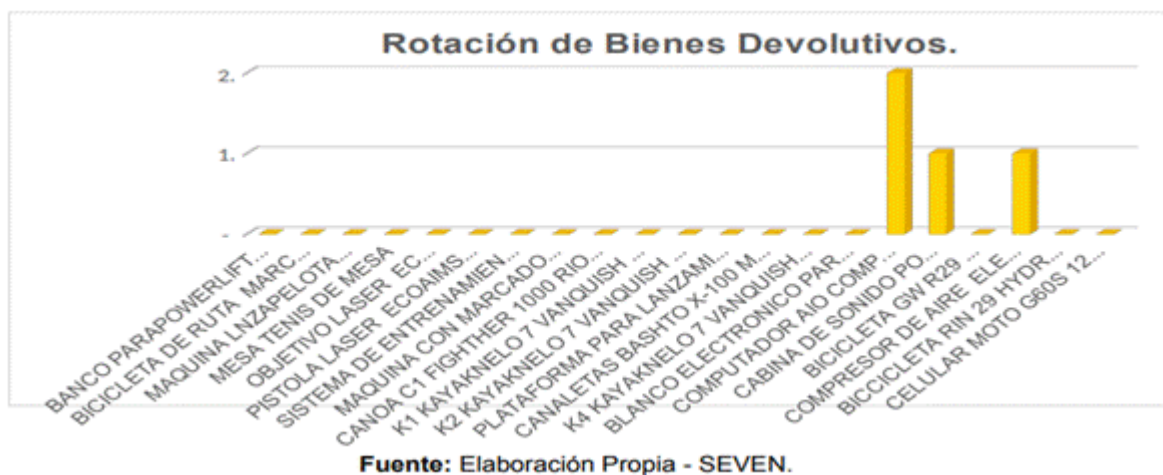 Rotación de Bienes Devolutivos.
2.
1.
-
BANCO PARAPOWERLIFT...
BICICLETA DE RUTA MARC...
MAQUINA LNZAPELOTA...
MESA TENIS DE MESA
OBJETIVO LASER EC...
PISTOLA LASER ECOAIMS...
SISTEMA DE ENTRENAMIEN...
MAQUINA CON MARCADO...
CANOA C1 FIGHTHER 1000 RIO...
K1 KAYAKNELO 7 VANQUISH ...
K2 KAYAKNELO 7 VANQUISH ...
PLATAFORMA PARA LANZAMI...
CANALETAS BASHTO X-100 M...
K4 KAYAKNELO 7 VANQUISH...
BLANCO ELECTRONICO PAR...
COMPUTADOR AIO COMP...
CABINA DE SONIDO PO...
BICICLETA GW R29 ...
COMPRESOR DE AIRE ELE...
BICCICLETA RIN 29 HYDR...
CELULAR MOTO G60S 12...
Fuente: Elaboración Propia - SEVEN.